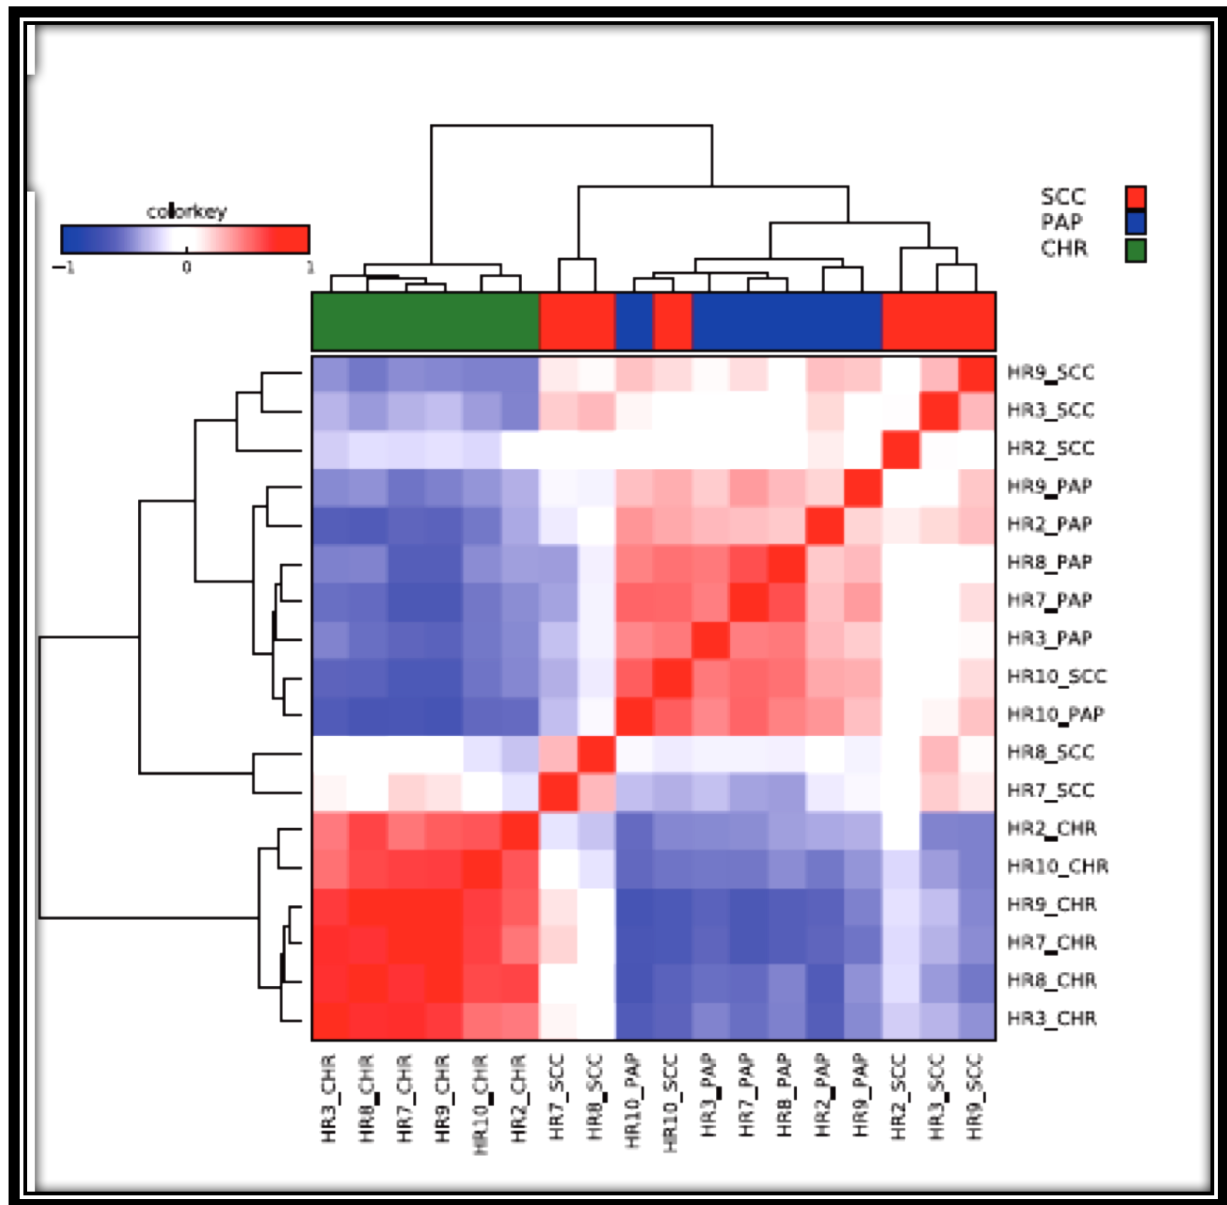 colorkey
−1 0 1
SCC
PAP
CHR
HR9_SCC
HR3_SCC
HR2_SCC
HR9_PAP
HR2_PAP
HR8_PAP
HR7_PAP
HR3_PAP
HR10_SCC
HR10_PAP
HR8_SCC
HR7_SCC
HR2_CHR
HR10_CHR
HR9_CHR
HR7_CHR
HR8_CHR
HR3_CHR
HR3_CHR
HR8_CHR
HR7_CHR
HR9_CHR
HR10_CHR
HR2_CHR
HR7_SCC
HR8_SCC
HR10_PAP
HR10_SCC
HR3_PAP
HR7_PAP
HR8_PAP
HR2_PAP
HR9_PAP
HR2_SCC
HR3_SCC
HR9_SCC